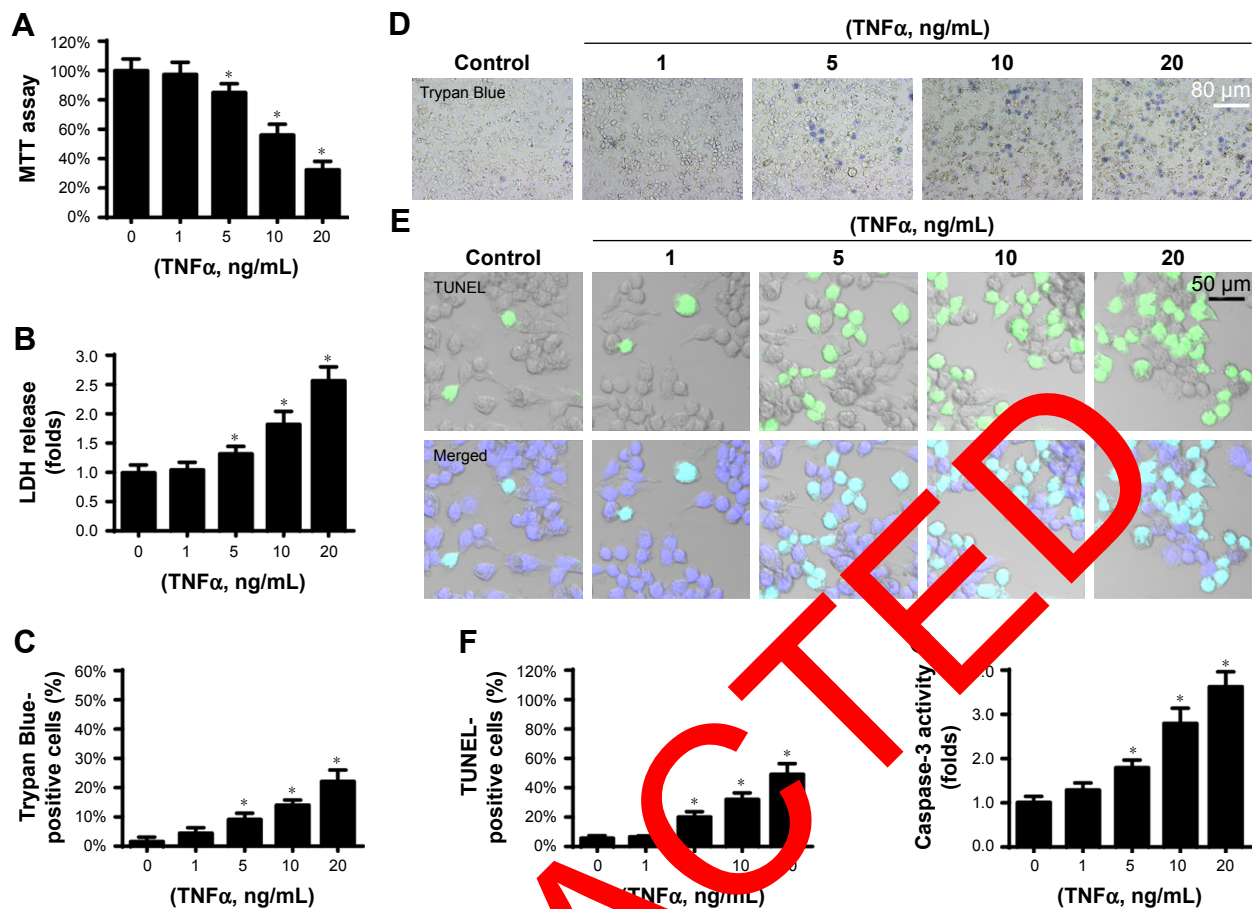 A
120%
100%
80%
60%
40%
20%
0%
MTT assay
*
*
*
0 1 5 10 20
(TNFα, ng/mL)
B
3.0
2.5
2.0
1.5
1.0
0.5
0.0
LDH release
(folds)
*
*
*
0 1 5 10 20
(TNFα, ng/mL)
C
60%
50%
40%
30%
20%
10%
0%
Trypan Blue-
positive cells (%)
*
*
*
0 1 5 10 20
(TNFα, ng/mL)
D
(TNFα, ng/mL)
Control 1 5 10 20
Trypan Blue
80 µm
E
(TNFα, ng/mL)
Control 1 5 10 20
TUNEL
50 µm
Merged
F
120%
100%
80%
60%
40%
20%
0%
TUNEL-
positive cells (%)
*
*
*
0 1 5 10 20
(TNFα, ng/mL)
3.0
2.0
1.0
0.0
Caspase-3 activity
(folds)
*
*
*
0 1 5 10 20
(TNFα, ng/mL)
ACTED